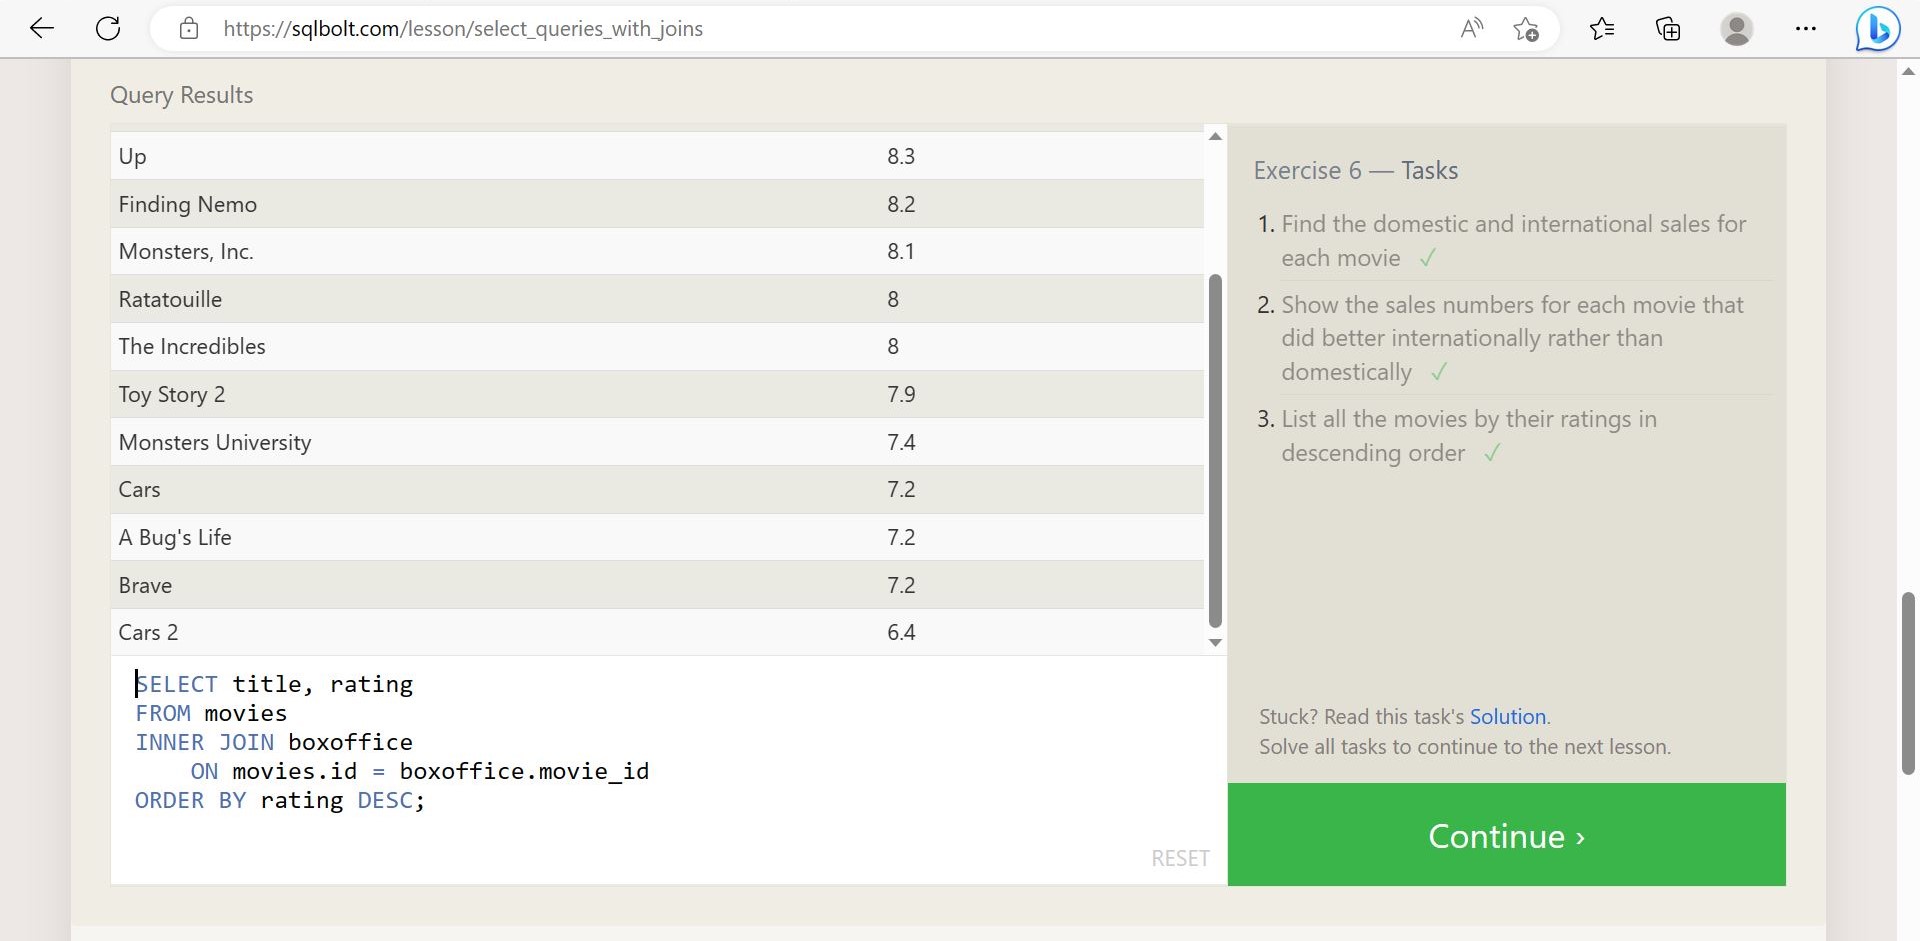 https://sqlbolt.com/lesson/select_queries_with_joins
Query Results
Up 8.3
Finding Nemo 8.2
Monsters, Inc. 8.1
Ratatouille 8
The Incredibles 8
Toy Story 2 7.9
Monsters University 7.4
Cars 7.2
A Bug's Life 7.2
Brave 7.2
Cars 2 6.4
SELECT title, rating
FROM movies
INNER JOIN boxoffice
    ON movies.id = boxoffice.movie_id
ORDER BY rating DESC;
RESET
Exercise 6 — Tasks
1. Find the domestic and international sales for
each movie ✓
2. Show the sales numbers for each movie that
did better internationally rather than
domestically ✓
3. List all the movies by their ratings in
descending order ✓
Stuck? Read this task's Solution.
Solve all tasks to continue to the next lesson.
Continue ›